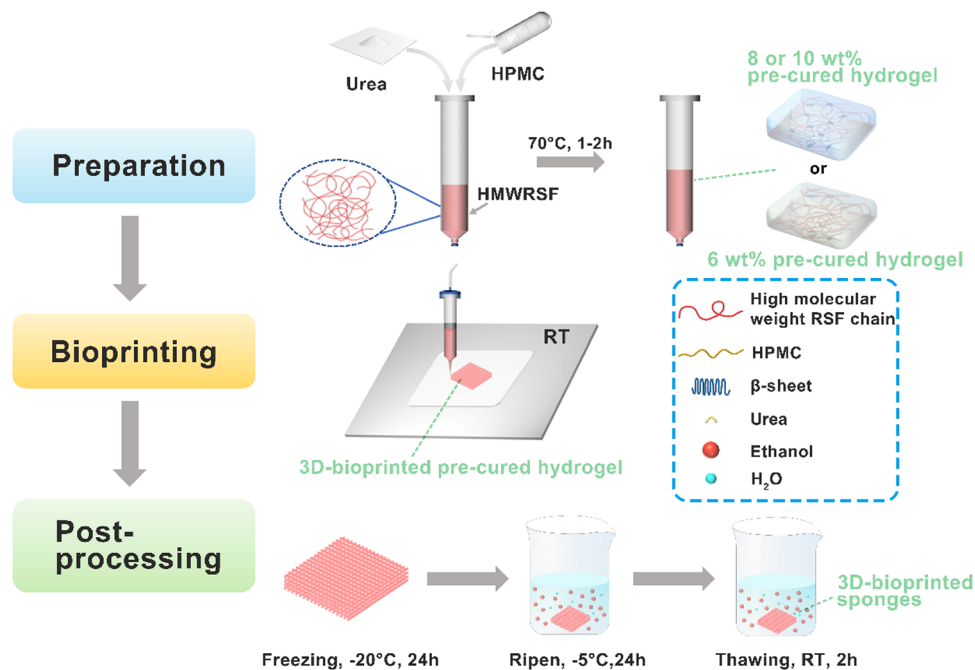 Preparation
Urea
HPMC
HMWRSF
70°C, 1-2h
8 or 10 wt%
pre-cured hydrogel
or
6 wt% pre-cured hydrogel
Bioprinting
RT
3D-bioprinted pre-cured hydrogel
High molecular
weight RSF chain
HPMC
β-sheet
Urea
Ethanol
H₂O
Post-
processing
3D-bioprinted
sponges
Freezing, -20°C, 24h
Ripen, -5°C,24h
Thawing, RT, 2h